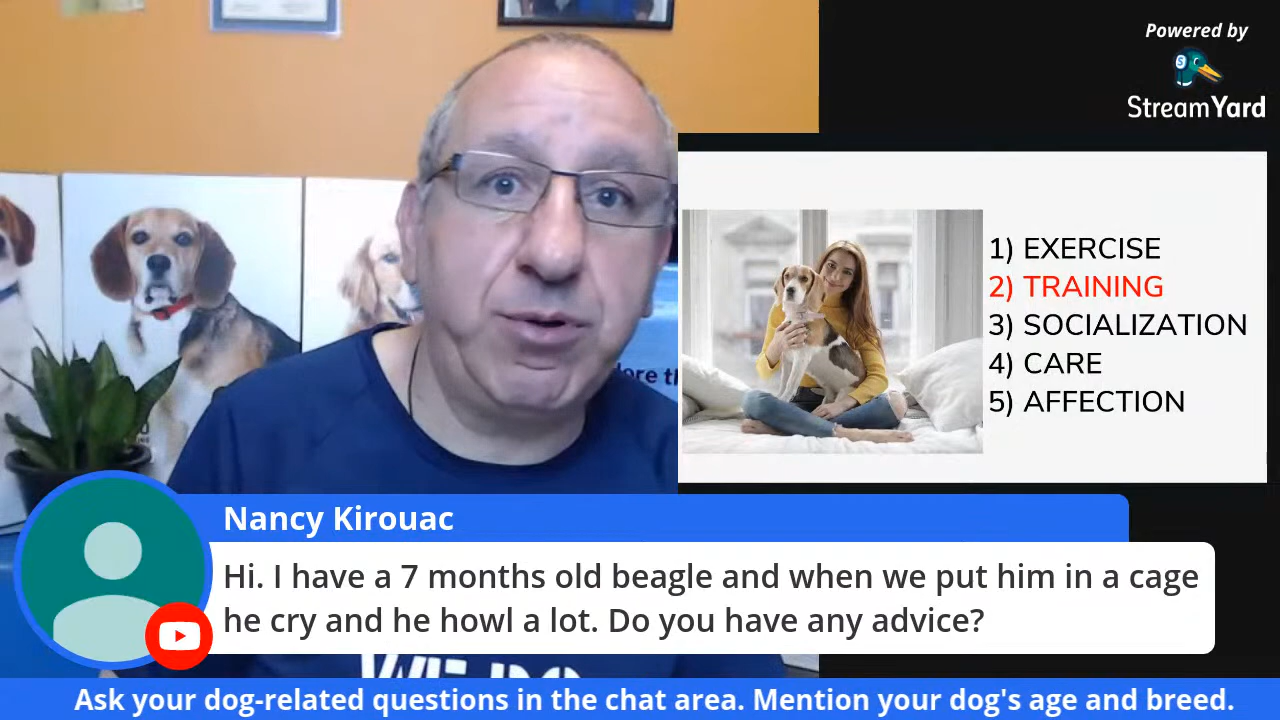 Powered by
StreamYard
1) EXERCISE
2) TRAINING
3) SOCIALIZATION
4) CARE
5) AFFECTION
Nancy Kirouac
Hi. I have a 7 months old beagle and when we put him in a cage
he cry and he howl a lot. Do you have any advice?
Ask your dog-related questions in the chat area. Mention your dog's age and breed.